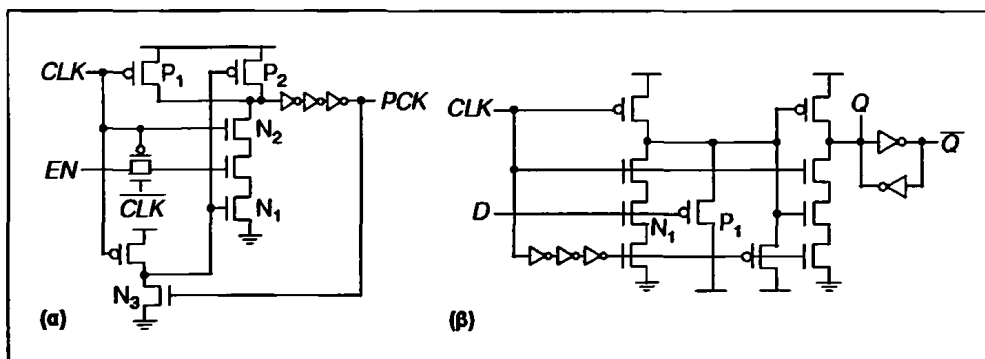 CLK
P1
P2
PCK
N2
EN
CLK
N1
N3
(α)
CLK
Q
Q
D
N1
P1
(β)